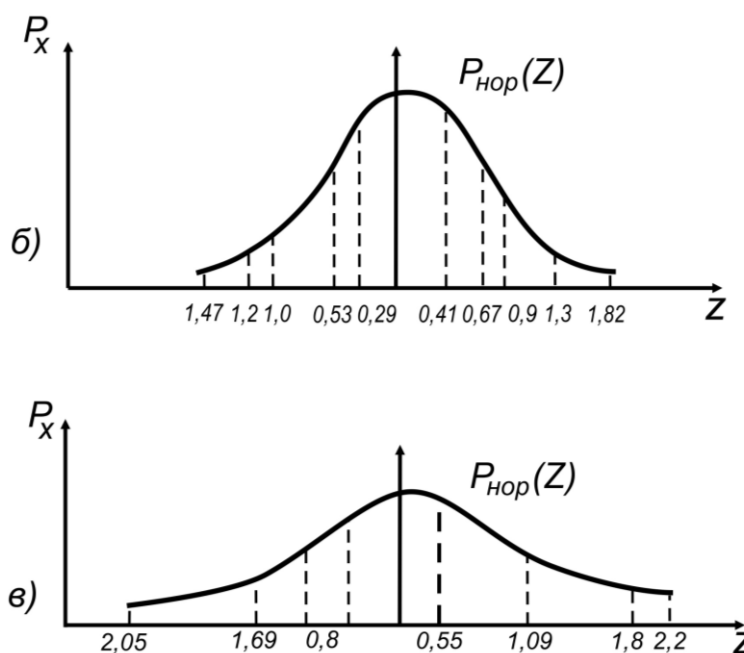 Pₓ
Pнор(Z)
б)
1,47 1,2 1,0 0,53 0,29 0,41 0,67 0,9 1,3 1,82 Z
Pₓ
Pнор(Z)
в)
2,05 1,69 0,8 0,55 1,09 1,8 2,2 Z